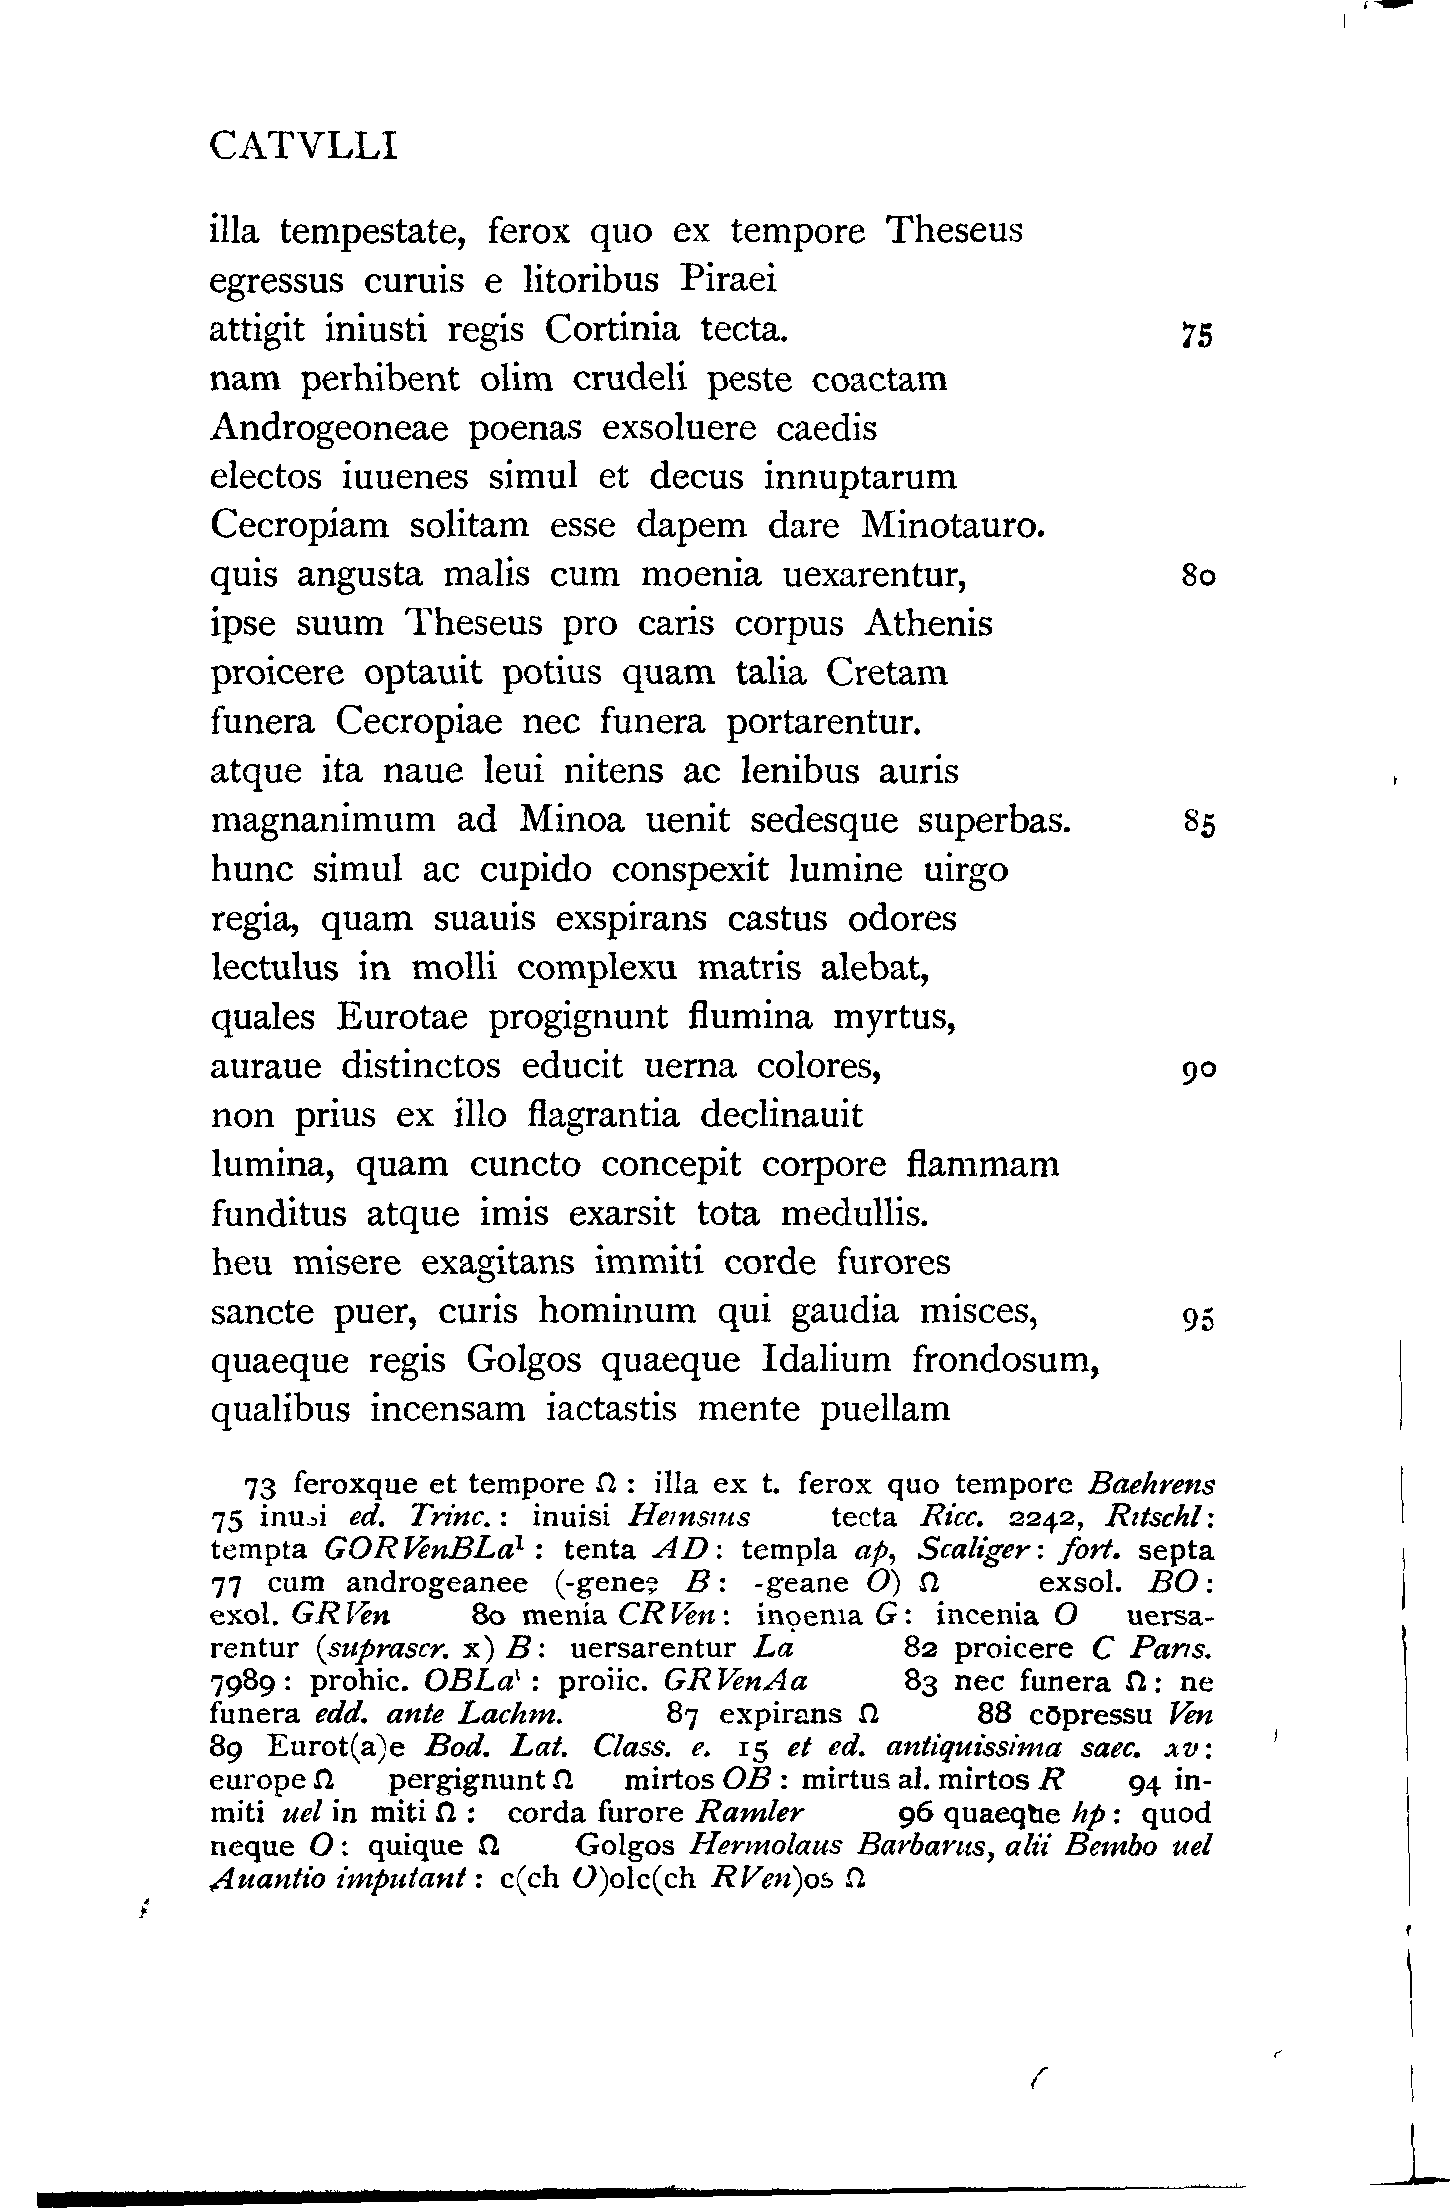 CATVLLI
illa tempestate, ferox quo ex tempore Theseus
egressus curuis e litoribus Piraei
attigit iniusti regis Cortinia tecta. 75
nam perhibent olim crudeli peste coactam
Androgeoneae poenas exsoluere caedis
electos iuuenes simul et decus innuptarum
Cecropiam solitam esse dapem dare Minotauro.
quis angusta malis cum moenia uexarentur, 80
ipse suum Theseus pro caris corpus Athenis
proicere optauit potius quam talia Cretam
funera Cecropiae nec funera portarentur.
atque ita naue leui nitens ac lenibus auris
magnanimum ad Minoa uenit sedesque superbas. 85
hunc simul ac cupido conspexit lumine uirgo
regia, quam suauis exspirans castus odores
lectulus in molli complexu matris alebat,
quales Eurotae progignunt flumina myrtus,
auraue distinctos educit uerna colores, 90
non prius ex illo flagrantia declinauit
lumina, quam cuncto concepit corpore flammam
funditus atque imis exarsit tota medullis.
heu misere exagitans immiti corde furores
sancte puer, curis hominum qui gaudia misces, 95
quaeque regis Golgos quaeque Idalium frondosum,
qualibus incensam iactastis mente puellam
73 feroxque et tempore Ω : illa ex t. ferox quo tempore Baehrens
75 ed. Trinc. : inuisi Heinsius tecta Ricc. 2242, Ritschl :
tempta GORVenBLa¹ : tenta AD : templa ap, Scaliger : fort. septa
77 cum androgeanee (-geneę B : -geane O) Ω exsol. BO :
exol. GRVen 80 menia CRVen : inọenia G : incenia O uersa-
rentur (suprascr. x) B : uersarentur La 82 proicere C Paris.
7989 : prohic. OBLa¹ : proiic. GRVenAa 83 nec funera Ω : ne
funera edd. ante Lachm. 87 expirans Ω 88 cōpressu Ven
89 Eurot(a)e Bod. Lat. Class. e. 15 et ed. antiquissima saec. xv :
europe Ω pergignunt Ω mirtos OB : mirtus al. mirtos R 94 in-
miti uel in miti Ω : corda furore Ramler 96 quaeque hp : quod
neque O : quique Ω Golgos Hermolaus Barbarus, alii Bembo uel
Auantio imputant : c(ch O)olc(ch RVen)os Ω